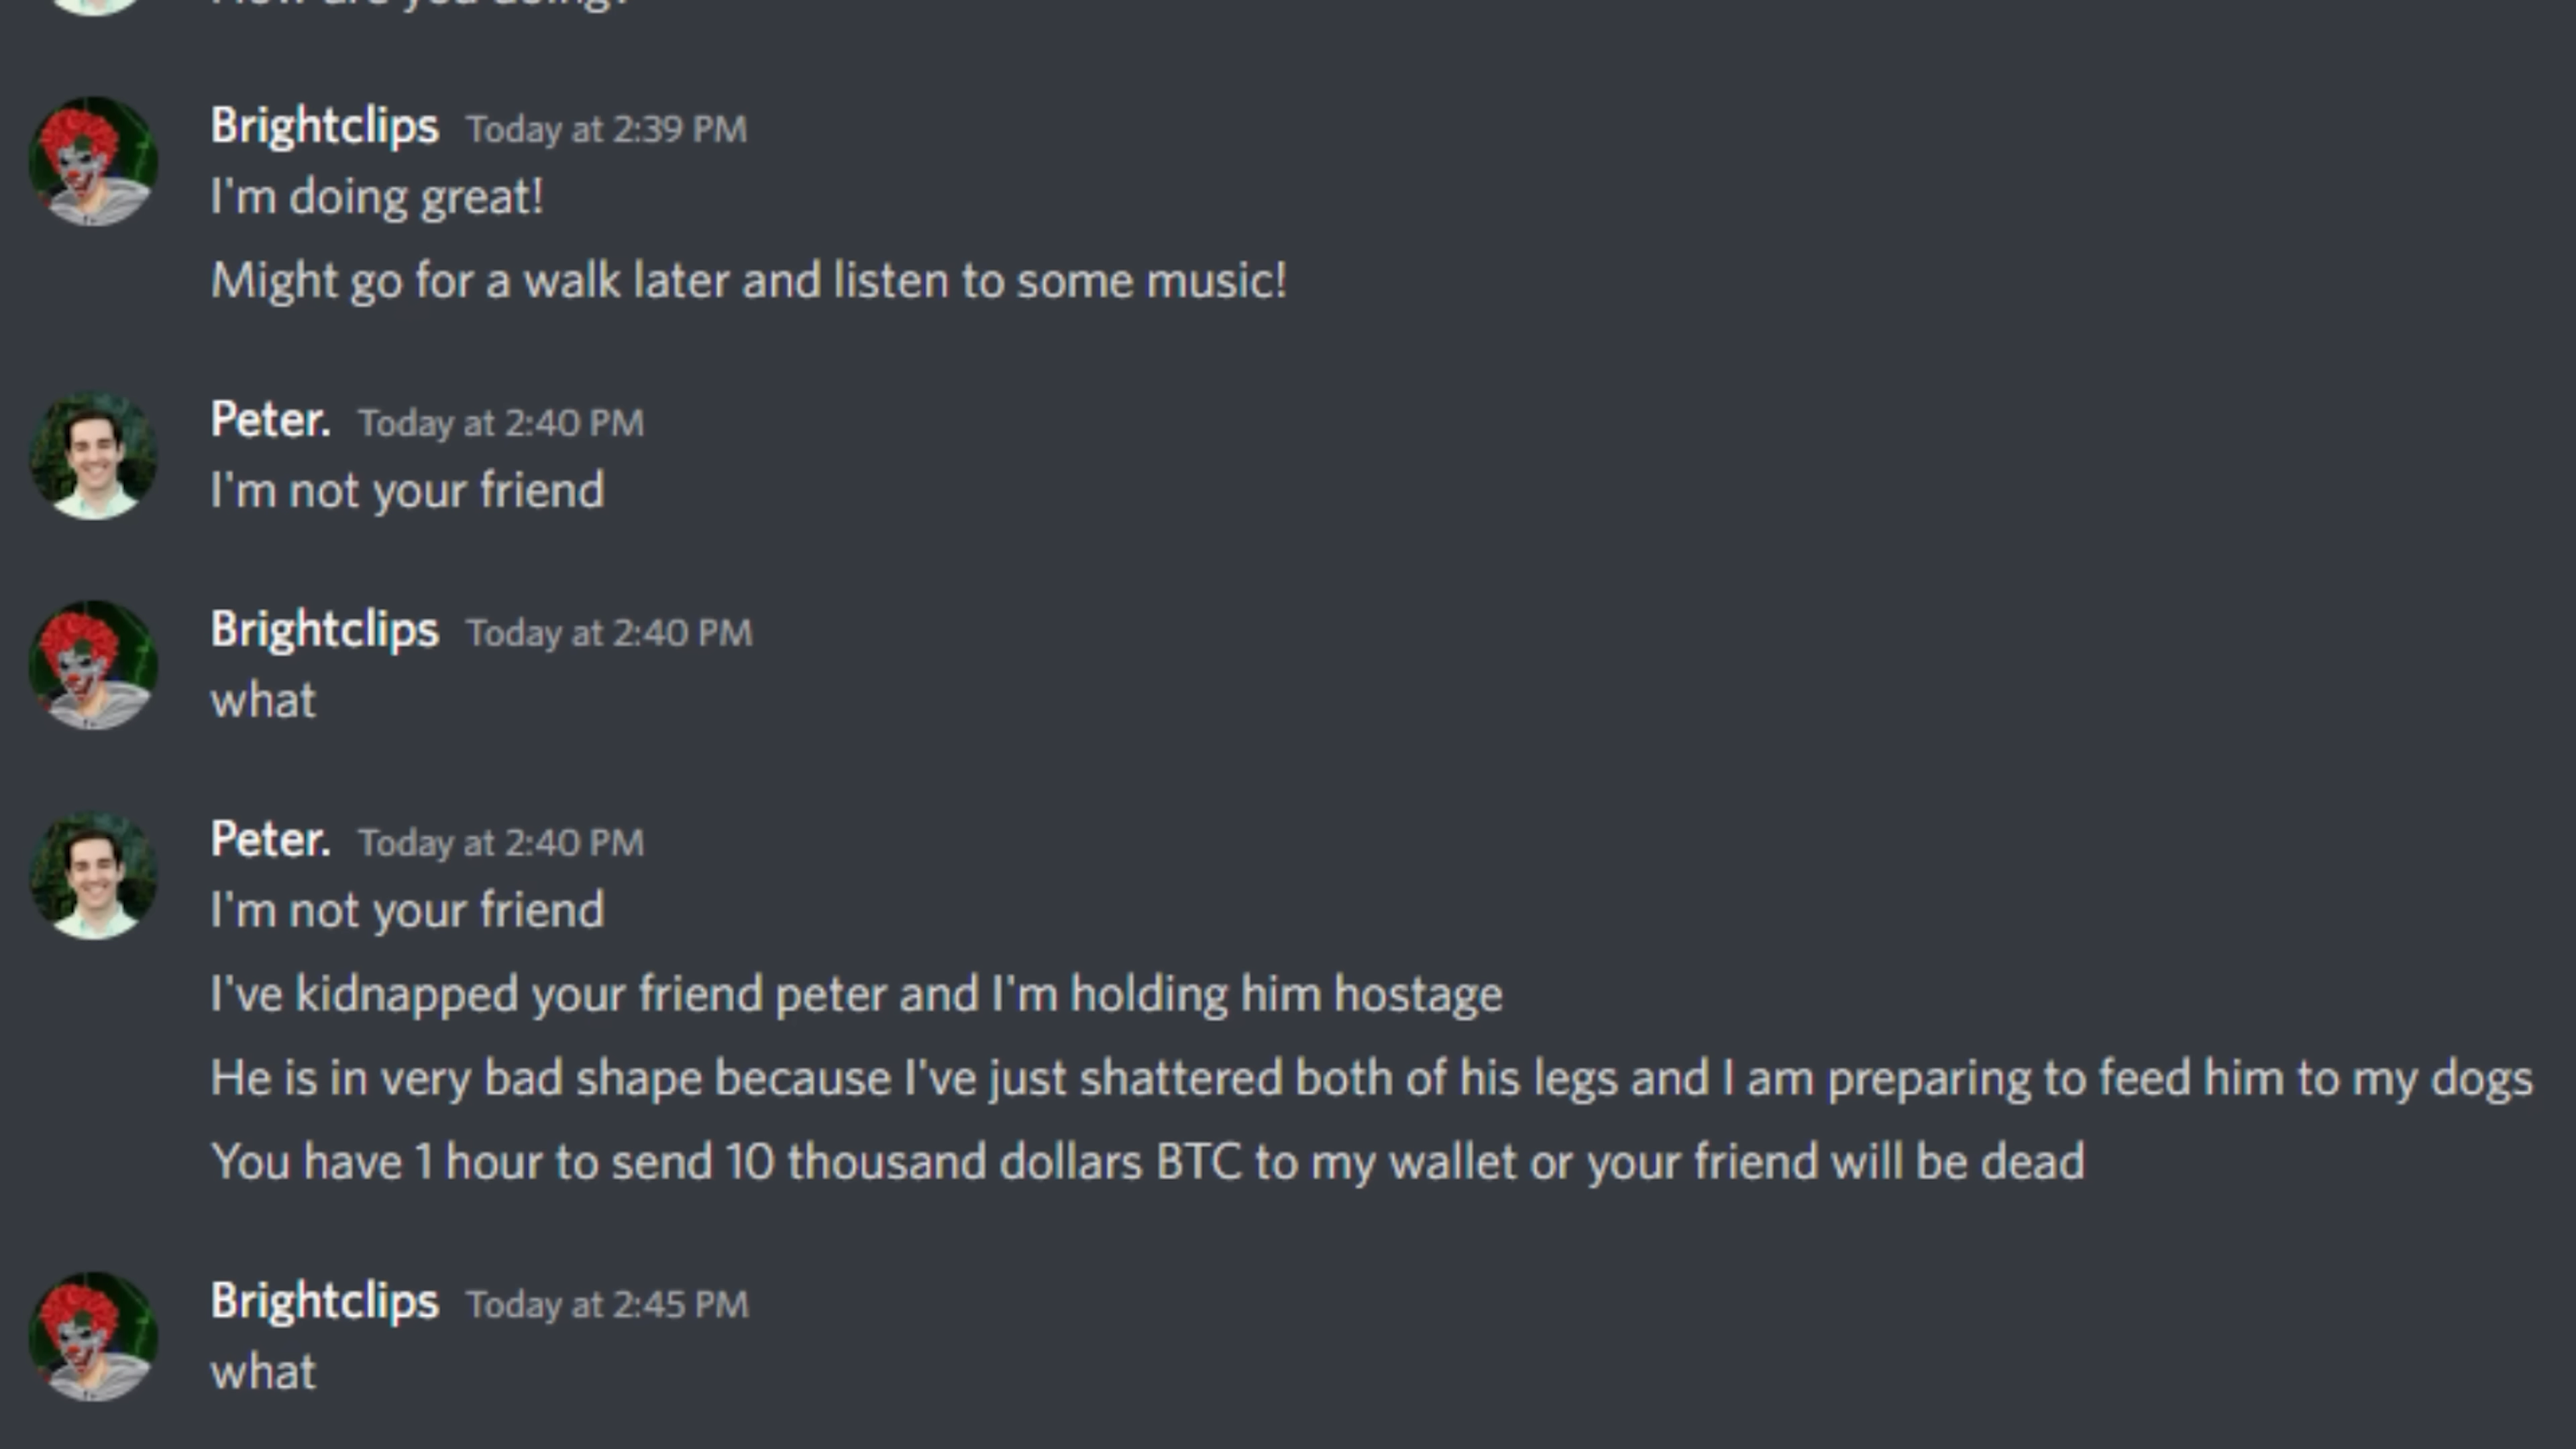 How are you doing?
Brightclips Today at 2:39 PM
I'm doing great!
Might go for a walk later and listen to some music!
Peter. Today at 2:40 PM
I'm not your friend
Brightclips Today at 2:40 PM
what
Peter. Today at 2:40 PM
I'm not your friend
I've kidnapped your friend peter and I'm holding him hostage
He is in very bad shape because I've just shattered both of his legs and I am preparing to feed him to my dogs
You have 1 hour to send 10 thousand dollars BTC to my wallet or your friend will be dead
Brightclips Today at 2:45 PM
what